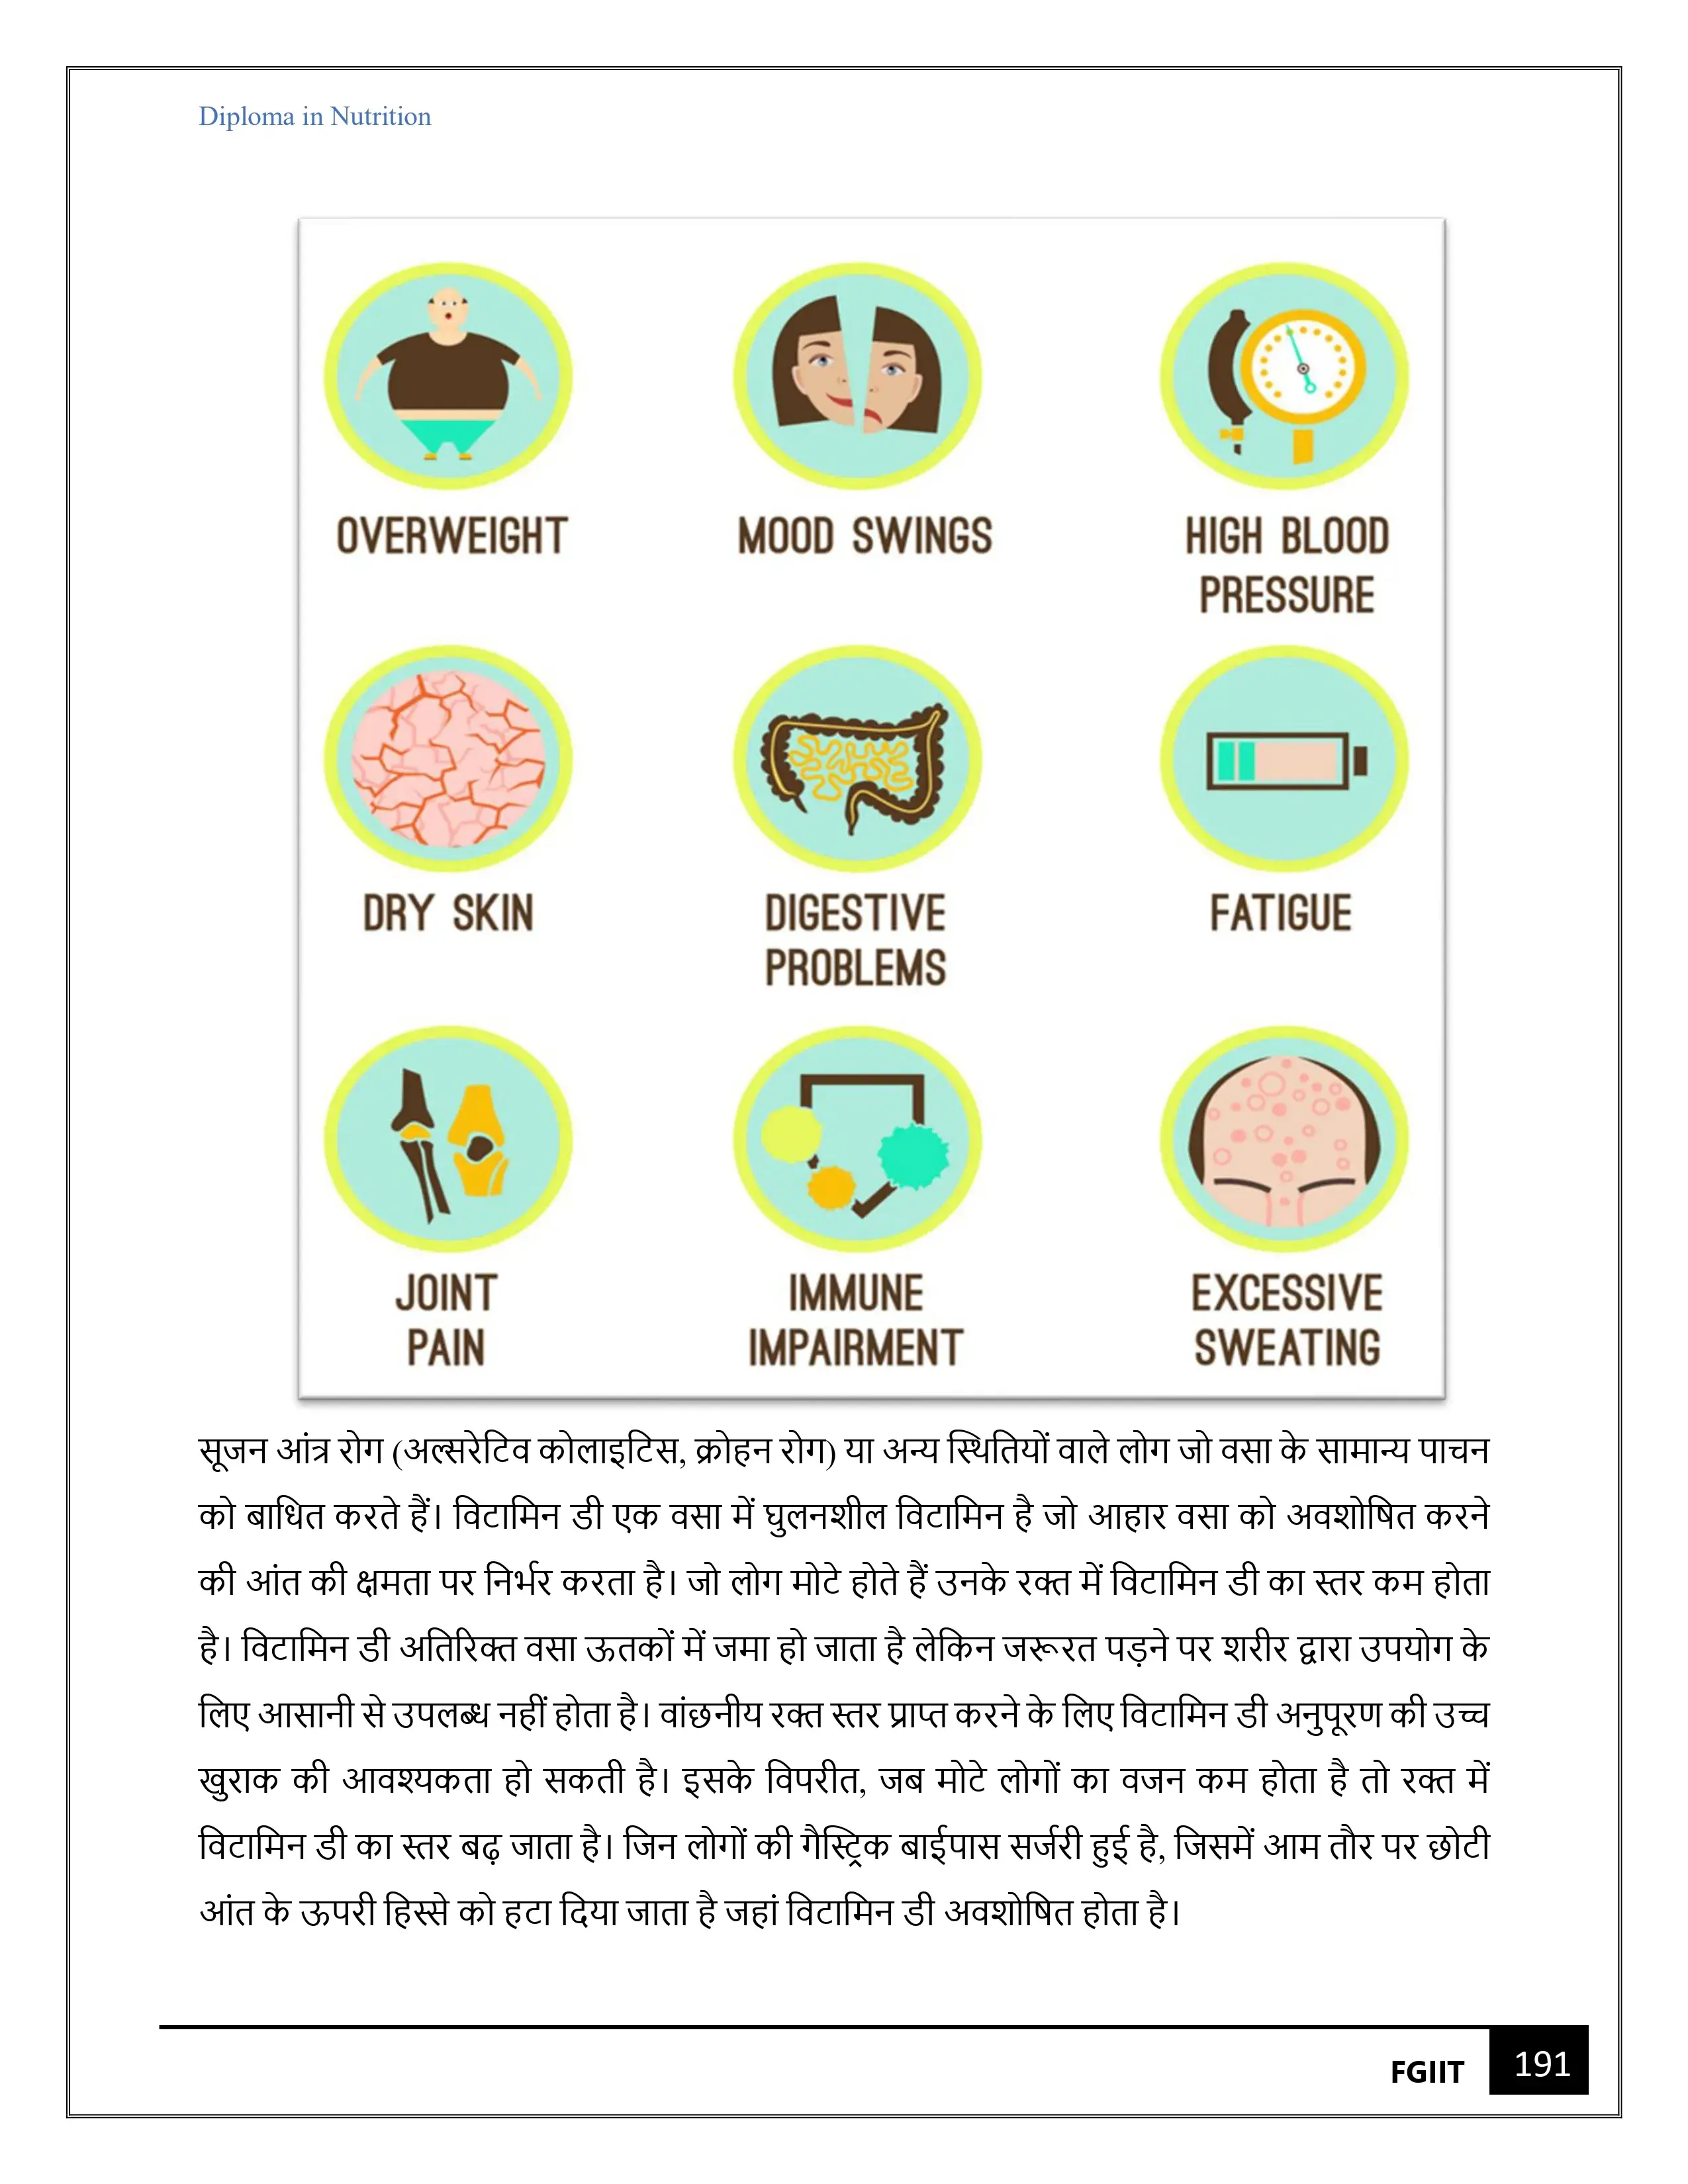 Diploma in Nutrition
OVERWEIGHT
MOOD SWINGS
HIGH BLOOD
PRESSURE
DRY SKIN
DIGESTIVE
PROBLEMS
FATIGUE
JOINT
PAIN
IMMUNE
IMPAIRMENT
EXCESSIVE
SWEATING
सूजन आंत्र रोग (अल्सरेटिव कोलाइटिस, क्रोहन रोग) या अन्य स्थितियों वाले लोग जो वसा के सामान्य पाचन
को बाधित करते हैं। विटामिन डी एक वसा में घुलनशील विटामिन है जो आहार वसा को अवशोषित करने
की आंत की क्षमता पर निर्भर करता है। जो लोग मोटे होते हैं उनके रक्त में विटामिन डी का स्तर कम होता
है। विटामिन डी अतिरिक्त वसा ऊतकों में जमा हो जाता है लेकिन जरूरत पड़ने पर शरीर द्वारा उपयोग के
लिए आसानी से उपलब्ध नहीं होता है। वांछनीय रक्त स्तर प्राप्त करने के लिए विटामिन डी अनुपूरण की उच्च
खुराक की आवश्यकता हो सकती है। इसके विपरीत, जब मोटे लोगों का वजन कम होता है तो रक्त में
विटामिन डी का स्तर बढ़ जाता है। जिन लोगों की गैस्ट्रिक बाईपास सर्जरी हुई है, जिसमें आम तौर पर छोटी
आंत के ऊपरी हिस्से को हटा दिया जाता है जहां विटामिन डी अवशोषित होता है।
FGIIT 191